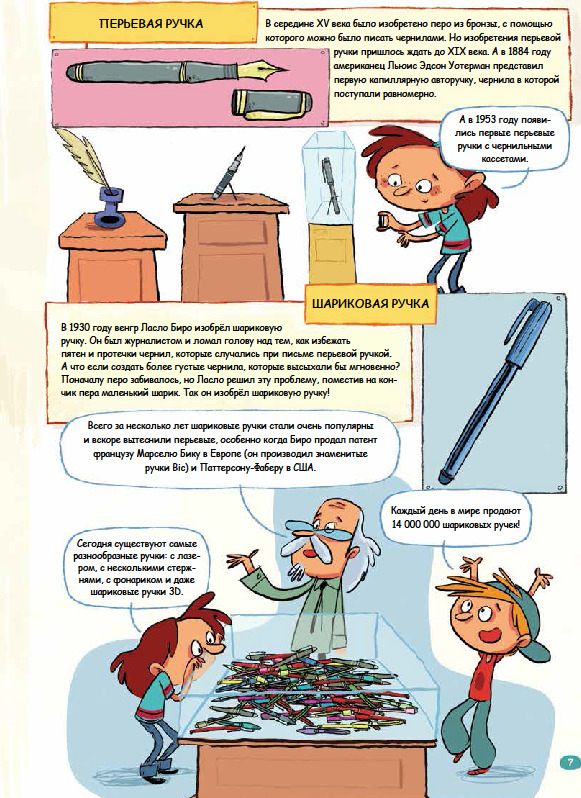 ПЕРЬЕВАЯ РУЧКА
В середине XV века было изобретено перо из бронзы, с помощью
которого можно было писать чернилами. Но изобретения перьевой
ручки пришлось ждать до XIX века. А в 1884 году
американец Льюис Эдсон Уотерман представил
первую капиллярную авторучку, чернила в которой
поступали равномерно.
А в 1953 году появи-
лись первые перьевые
ручки с чернильными
кассетами.
ШАРИКОВАЯ РУЧКА
В 1930 году венгр Ласло Биро изобрёл шариковую
ручку. Он был журналистом и ломал голову над тем, как избежать
пятен и протечки чернил, которые случались при письме перьевой ручкой.
А что если создать более густые чернила, которые высыхали бы мгновенно?
Поначалу перо забивалось, но Ласло решил эту проблему, поместив на кон-
чик пера маленький шарик. Так он изобрёл шариковую ручку!
Всего за несколько лет шариковые ручки стали очень популярны
и вскоре вытеснили перьевые, особенно когда Биро продал патент
французу Марселю Бику в Европе (он производил знаменитые
ручки Bic) и Паттерсону-Фаберу в США.
Каждый день в мире продают
14 000 000 шариковых ручек!
Сегодня существуют самые
разнообразные ручки: с лазе-
ром, с несколькими стерж-
нями, с фонариком и даже
шариковые ручки 3D.
7